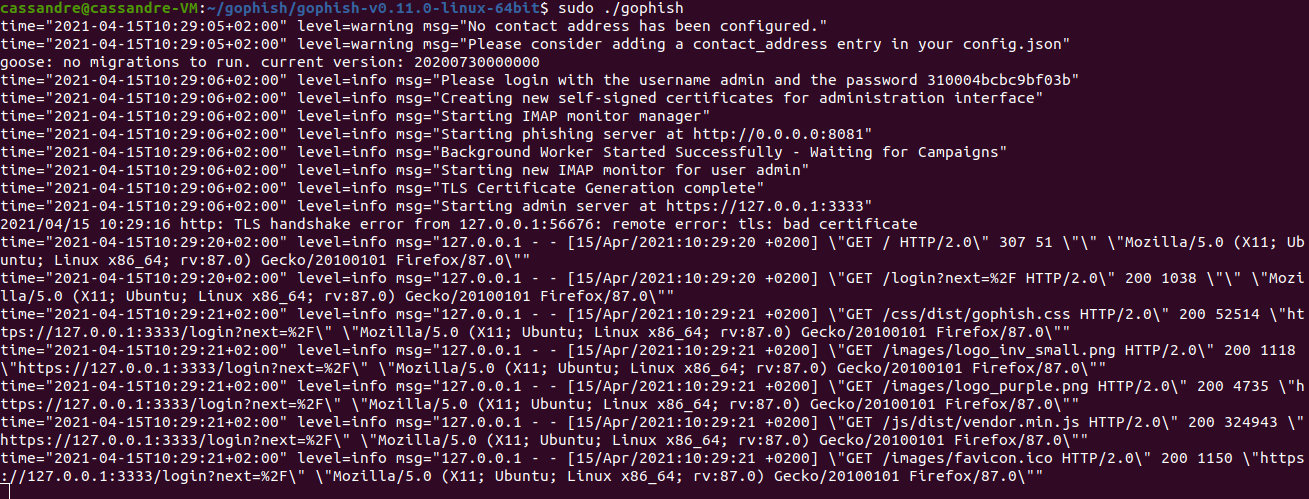 cassandre@cassandre-VM:~/gophish/gophish-v0.11.0-linux-64bit$ sudo ./gophish
time="2021-04-15T10:29:05+02:00" level=warning msg="No contact address has been configured."
time="2021-04-15T10:29:05+02:00" level=warning msg="Please consider adding a contact_address entry in your config.json"
goose: no migrations to run. current version: 20200730000000
time="2021-04-15T10:29:06+02:00" level=info msg="Please login with the username admin and the password 310004bcbc9bf03b"
time="2021-04-15T10:29:06+02:00" level=info msg="Creating new self-signed certificates for administration interface"
time="2021-04-15T10:29:06+02:00" level=info msg="Starting IMAP monitor manager"
time="2021-04-15T10:29:06+02:00" level=info msg="Starting phishing server at http://0.0.0.0:8081"
time="2021-04-15T10:29:06+02:00" level=info msg="Background Worker Started Successfully - Waiting for Campaigns"
time="2021-04-15T10:29:06+02:00" level=info msg="Starting new IMAP monitor for user admin"
time="2021-04-15T10:29:06+02:00" level=info msg="TLS Certificate Generation complete"
time="2021-04-15T10:29:06+02:00" level=info msg="Starting admin server at https://127.0.0.1:3333"
2021/04/15 10:29:16 http: TLS handshake error from 127.0.0.1:56676: remote error: tls: bad certificate
time="2021-04-15T10:29:20+02:00" level=info msg="127.0.0.1 - - [15/Apr/2021:10:29:20 +0200] \"GET / HTTP/2.0\" 307 51 \"\" \"Mozilla/5.0 (X11; Ub
untu; Linux x86_64; rv:87.0) Gecko/20100101 Firefox/87.0\""
time="2021-04-15T10:29:20+02:00" level=info msg="127.0.0.1 - - [15/Apr/2021:10:29:20 +0200] \"GET /login?next=%2F HTTP/2.0\" 200 1038 \"\" \"Mozi
lla/5.0 (X11; Ubuntu; Linux x86_64; rv:87.0) Gecko/20100101 Firefox/87.0\""
time="2021-04-15T10:29:21+02:00" level=info msg="127.0.0.1 - - [15/Apr/2021:10:29:21 +0200] \"GET /css/dist/gophish.css HTTP/2.0\" 200 52514 \"ht
tps://127.0.0.1:3333/login?next=%2F\" \"Mozilla/5.0 (X11; Ubuntu; Linux x86_64; rv:87.0) Gecko/20100101 Firefox/87.0\""
time="2021-04-15T10:29:21+02:00" level=info msg="127.0.0.1 - - [15/Apr/2021:10:29:21 +0200] \"GET /images/logo_inv_small.png HTTP/2.0\" 200 1118
\"https://127.0.0.1:3333/login?next=%2F\" \"Mozilla/5.0 (X11; Ubuntu; Linux x86_64; rv:87.0) Gecko/20100101 Firefox/87.0\""
time="2021-04-15T10:29:21+02:00" level=info msg="127.0.0.1 - - [15/Apr/2021:10:29:21 +0200] \"GET /images/logo_purple.png HTTP/2.0\" 200 4735 \"h
ttps://127.0.0.1:3333/login?next=%2F\" \"Mozilla/5.0 (X11; Ubuntu; Linux x86_64; rv:87.0) Gecko/20100101 Firefox/87.0\""
time="2021-04-15T10:29:21+02:00" level=info msg="127.0.0.1 - - [15/Apr/2021:10:29:21 +0200] \"GET /js/dist/vendor.min.js HTTP/2.0\" 200 324943 \"
https://127.0.0.1:3333/login?next=%2F\" \"Mozilla/5.0 (X11; Ubuntu; Linux x86_64; rv:87.0) Gecko/20100101 Firefox/87.0\""
time="2021-04-15T10:29:21+02:00" level=info msg="127.0.0.1 - - [15/Apr/2021:10:29:21 +0200] \"GET /images/favicon.ico HTTP/2.0\" 200 1150 \"https
://127.0.0.1:3333/login?next=%2F\" \"Mozilla/5.0 (X11; Ubuntu; Linux x86_64; rv:87.0) Gecko/20100101 Firefox/87.0\""